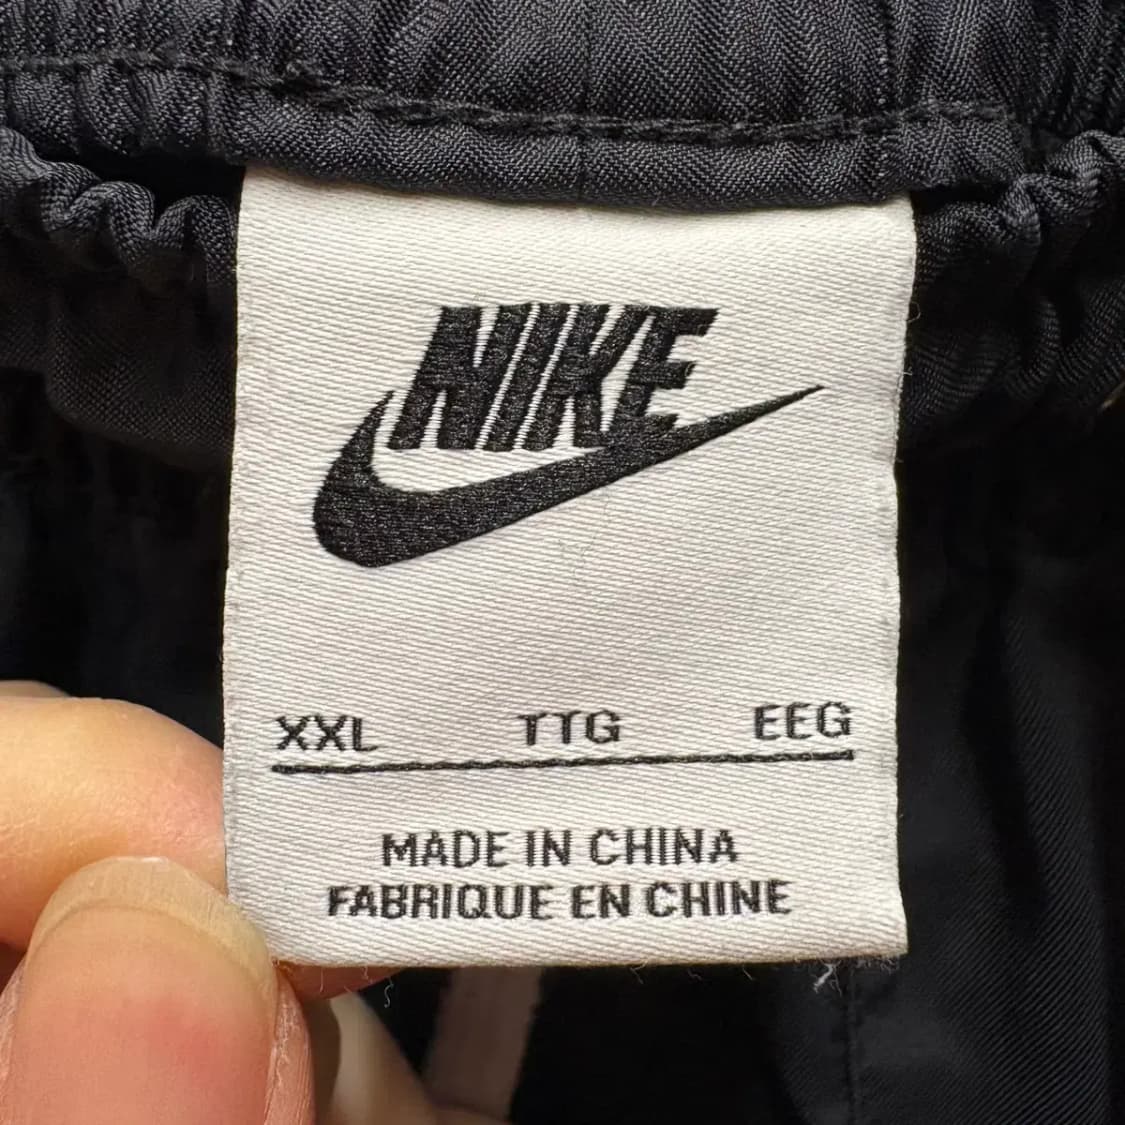 NIKE
XXL TTG EEG
MADE IN CHINA
FABRIQUE EN CHINE